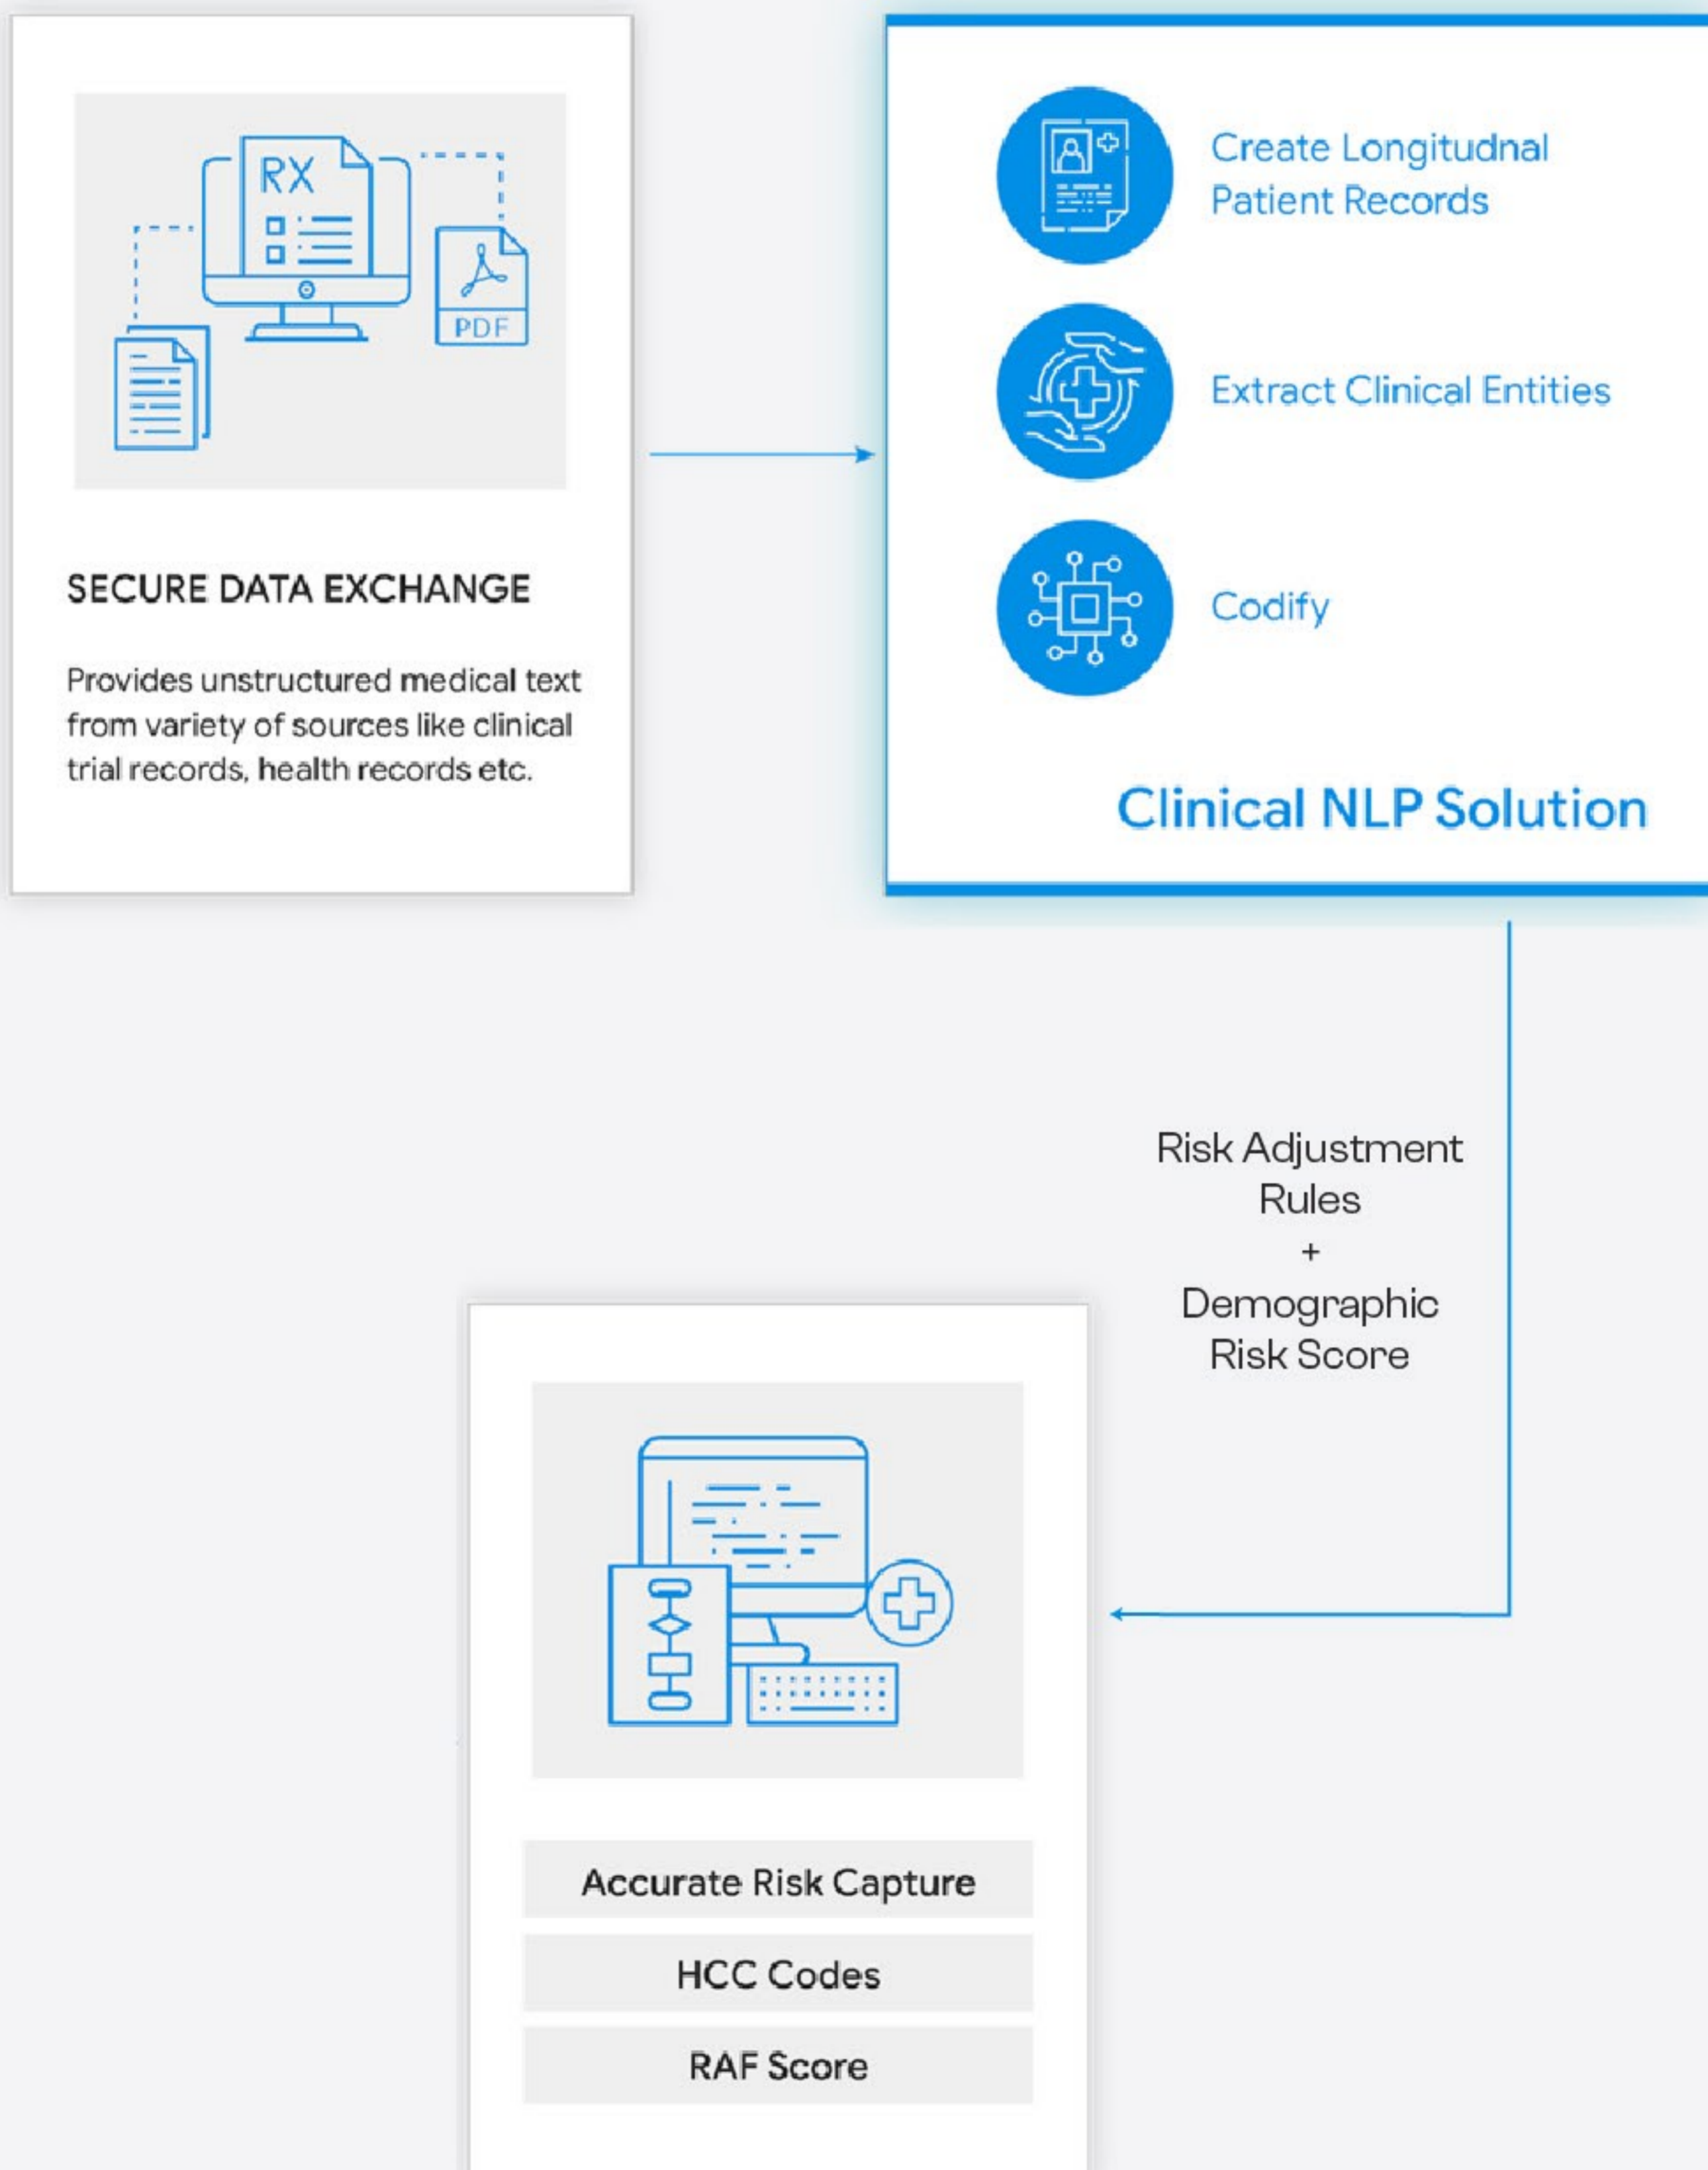 RX
PDF
SECURE DATA EXCHANGE
Provides unstructured medical text
from variety of sources like clinical
trial records, health records etc.
Create Longitudnal
Patient Records
Extract Clinical Entities
Codify
Clinical NLP Solution
Risk Adjustment
Rules
+
Demographic
Risk Score
Accurate Risk Capture
HCC Codes
RAF Score